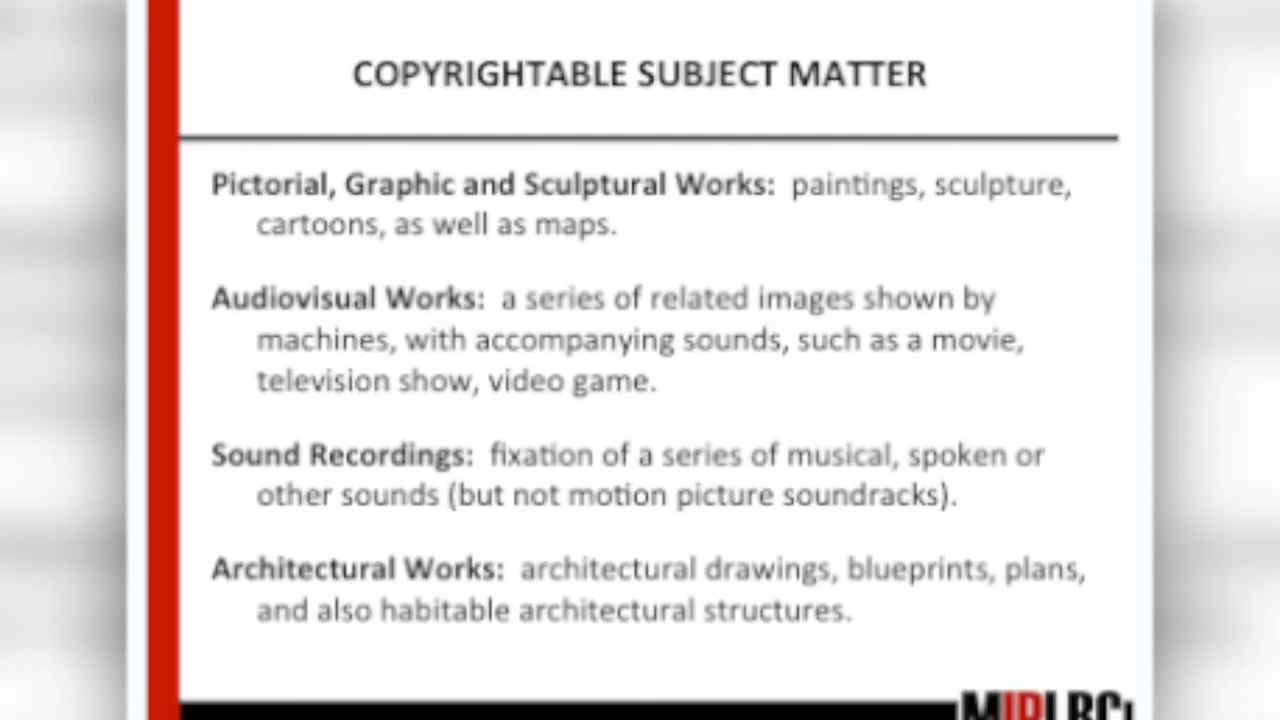 COPYRIGHTABLE SUBJECT MATTER
Pictorial, Graphic and Sculptural Works: paintings, sculpture,
cartoons, as well as maps.
Audiovisual Works: a series of related images shown by
machines, with accompanying sounds, such as a movie,
television show, video game.
Sound Recordings: fixation of a series of musical, spoken or
other sounds (but not motion picture soundracks).
Architectural Works: architectural drawings, blueprints, plans,
and also habitable architectural structures.